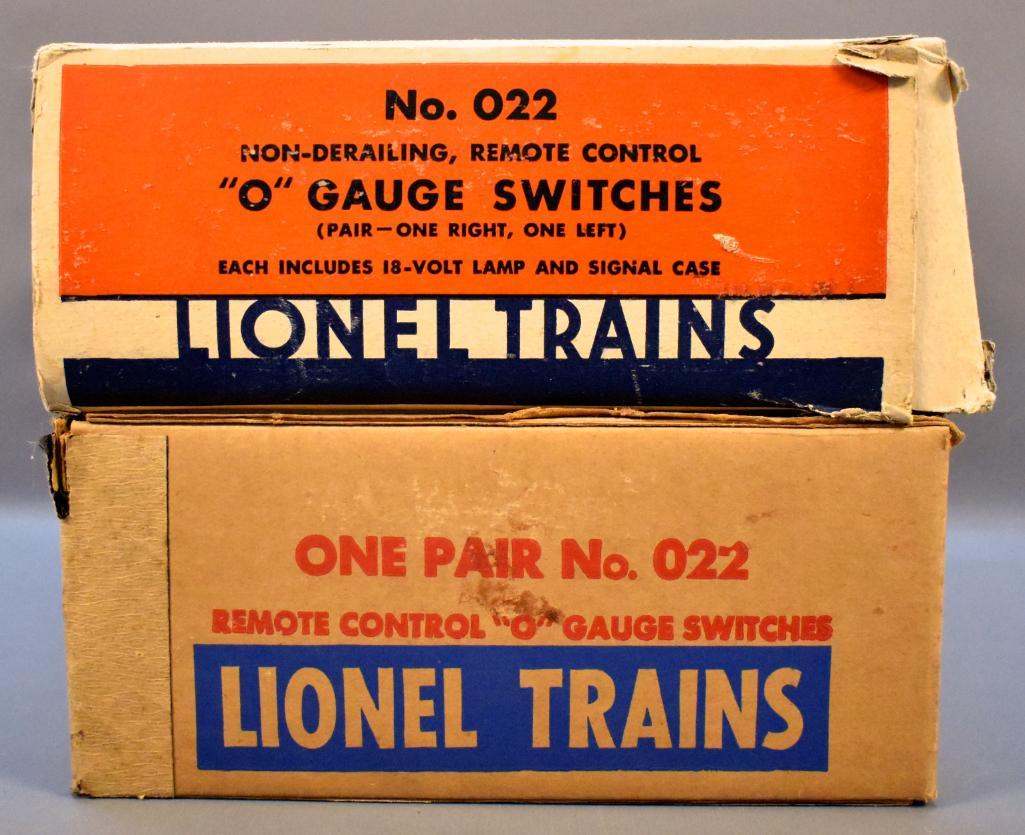 No. 022
NON-DERAILING, REMOTE CONTROL
"O" GAUGE SWITCHES
(PAIR—ONE RIGHT, ONE LEFT)
EACH INCLUDES 18-VOLT LAMP AND SIGNAL CASE
LIONEL TRAINS
ONE PAIR No. 022
REMOTE CONTROL "O" GAUGE SWITCHES
LIONEL TRAINS